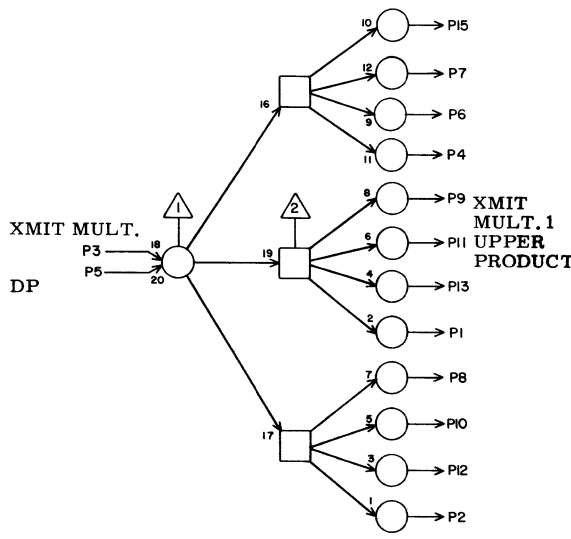 10 P15
12 P7
16
9 P6
11 P4
1
2
8 P9
XMIT
MULT.1
UPPER
PRODUCT
XMIT MULT.
P3 18
P5 20
DP
19
6 P11
4 P13
2 P1
7 P8
17
5 P10
3 P12
1 P2